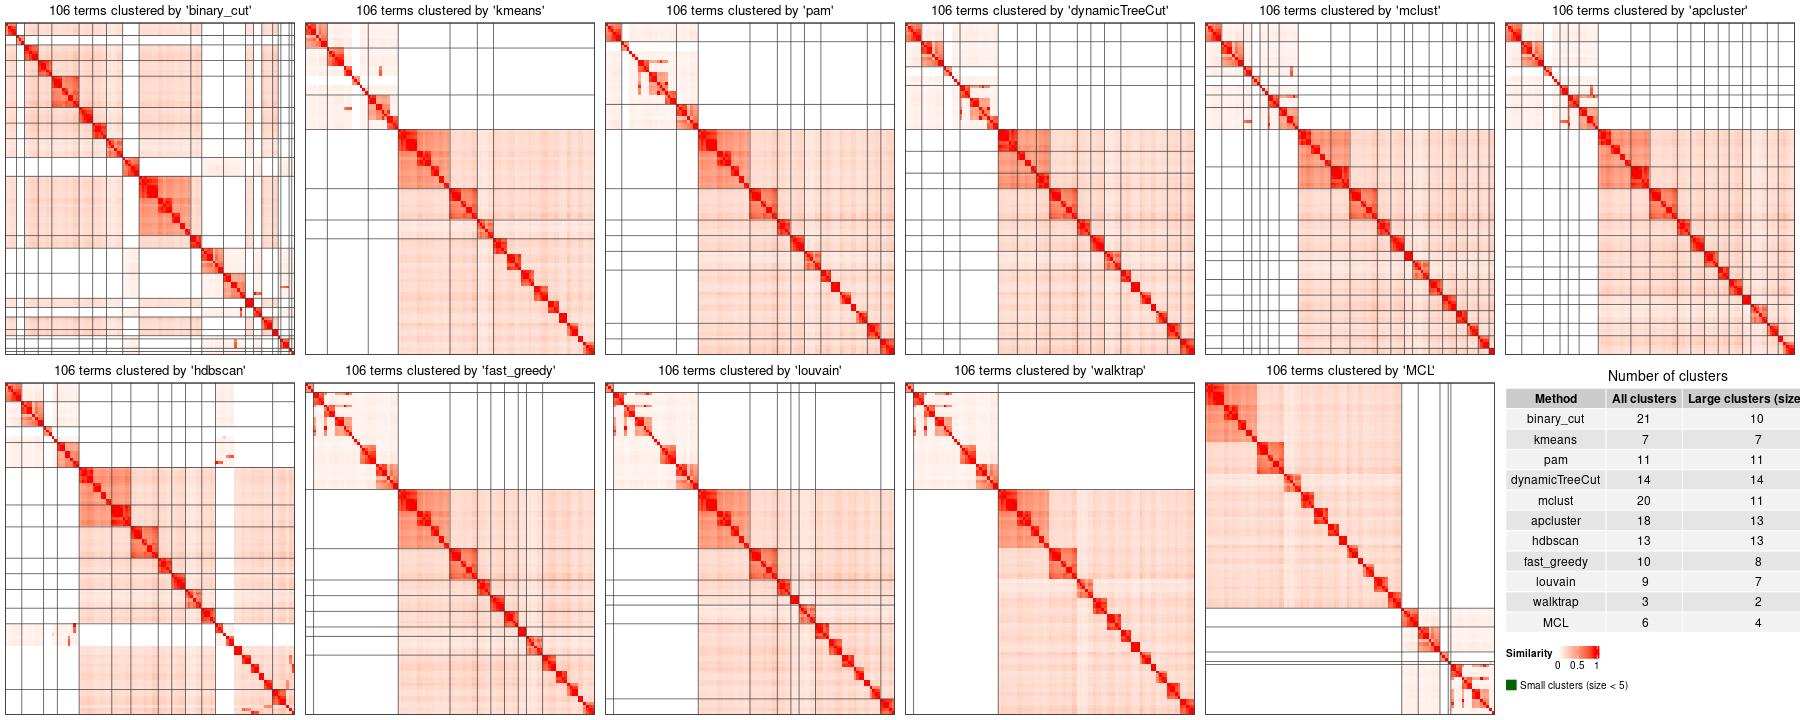 106 terms clustered by 'binary_cut'
106 terms clustered by 'kmeans'
106 terms clustered by 'pam'
106 terms clustered by 'dynamicTreeCut'
106 terms clustered by 'mclust'
106 terms clustered by 'apcluster'
106 terms clustered by 'hdbscan'
106 terms clustered by 'fast_greedy'
106 terms clustered by 'louvain'
106 terms clustered by 'walktrap'
106 terms clustered by 'MCL'
Number of clusters
Method All clusters Large clusters (size
binary_cut 21 10
kmeans 7 7
pam 11 11
dynamicTreeCut 14 14
mclust 20 11
apcluster 18 13
hdbscan 13 13
fast_greedy 10 8
louvain 9 7
walktrap 3 2
MCL 6 4
Similarity
0 0.5 1
Small clusters (size < 5)